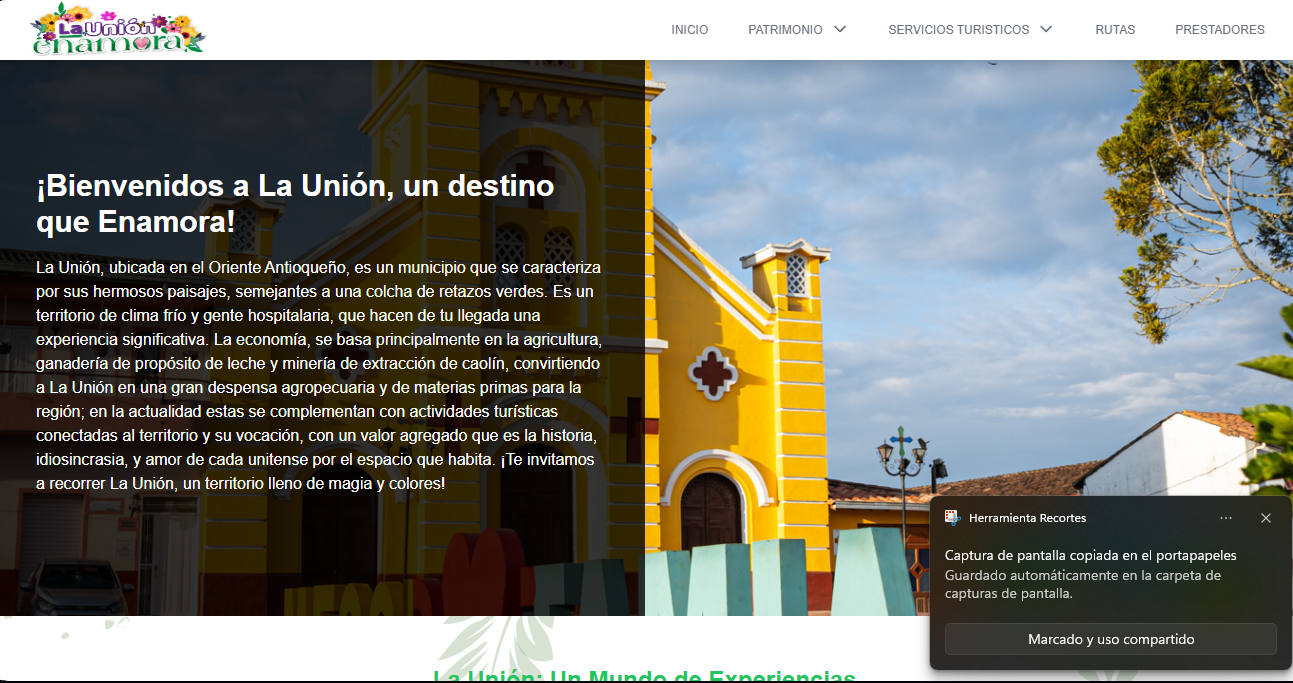 La Unión
enamora
INICIO
PATRIMONIO
SERVICIOS TURISTICOS
RUTAS
PRESTADORES
¡Bienvenidos a La Unión, un destino
que Enamora!
La Unión, ubicada en el Oriente Antioqueño, es un municipio que se caracteriza
por sus hermosos paisajes, semejantes a una colcha de retazos verdes. Es un
territorio de clima frío y gente hospitalaria, que hacen de tu llegada una
experiencia significativa. La economía, se basa principalmente en la agricultura,
ganadería de propósito de leche y minería de extracción de caolín, convirtiendo
a La Unión en una gran despensa agropecuaria y de materias primas para la
región; en la actualidad estas se complementan con actividades turísticas
conectadas al territorio y su vocación, con un valor agregado que es la historia,
idiosincrasia, y amor de cada unitense por el espacio que habita. ¡Te invitamos
a recorrer La Unión, un territorio lleno de magia y colores!
Herramienta Recortes
Captura de pantalla copiada en el portapapeles
Guardado automáticamente en la carpeta de
capturas de pantalla.
Marcado y uso compartido
La Unión: Un Mundo de Experiencias